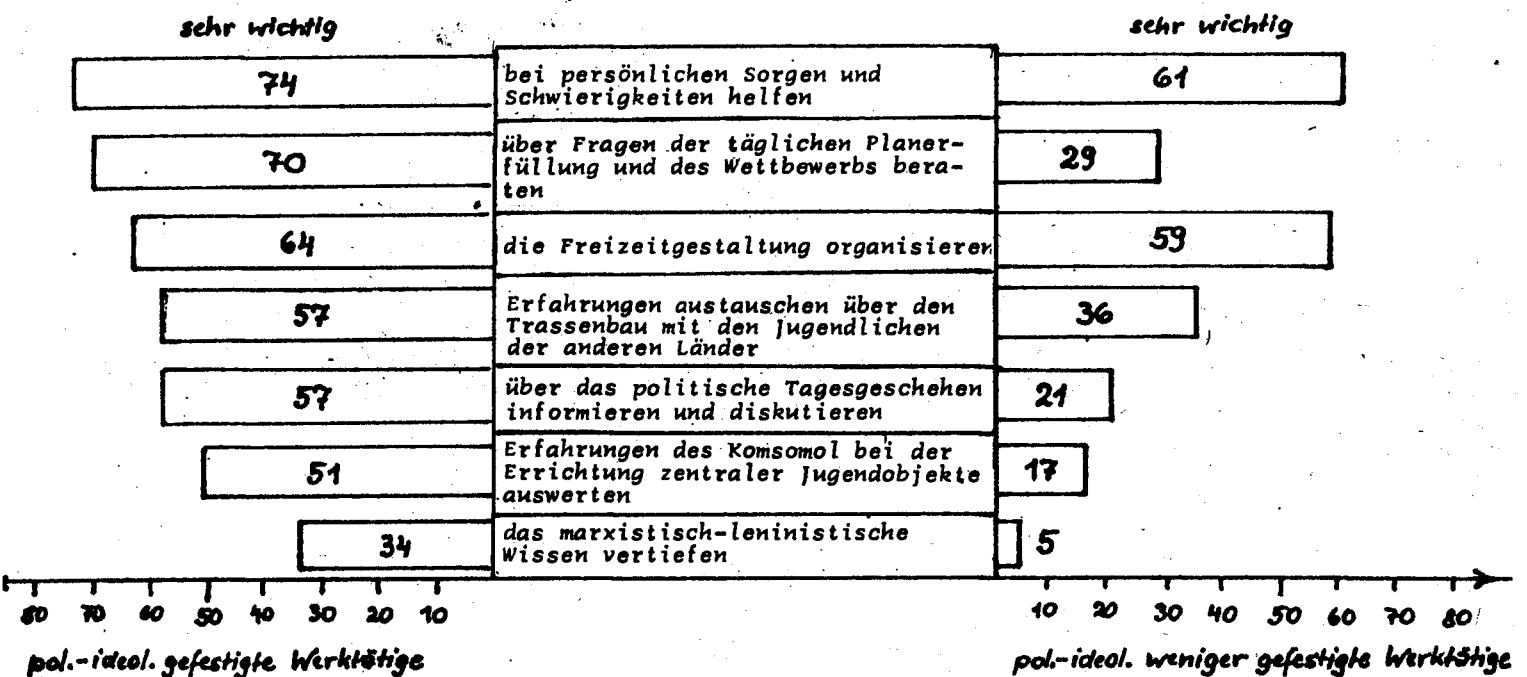 sehr wichtig
sehr wichtig
74
bei persönlichen Sorgen und
Schwierigkeiten helfen
61
70
über Fragen der täglichen Planer-
füllung und des Wettbewerbs bera-
ten
29
64
die Freizeitgestaltung organisieren
59
57
Erfahrungen austauschen über den
Trassenbau mit den Jugendlichen
der anderen Länder
36
57
über das politische Tagesgeschehen
informieren und diskutieren
21
51
Erfahrungen des Komsomol bei der
Errichtung zentraler Jugendobjekte
auswerten
17
34
das marxistisch-leninistische
Wissen vertiefen
5
80 70 60 50 40 30 20 10
10 20 30 40 50 60 70 80
pol.-ideol. gefestigte Werktätige
pol.-ideol. weniger gefestigte Werktätige